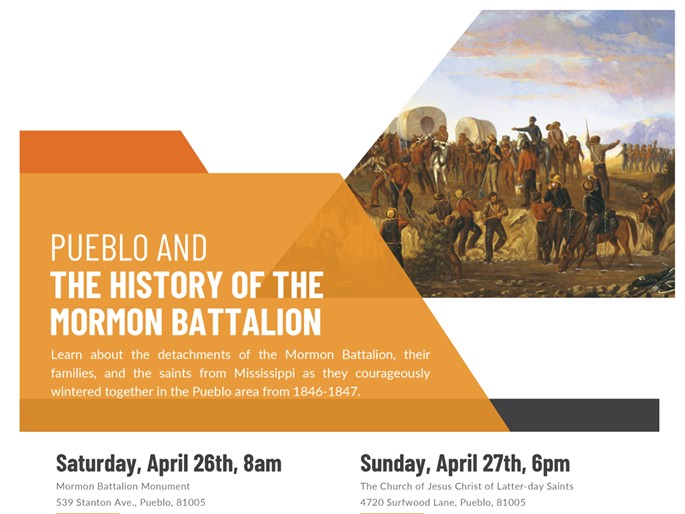 PUEBLO AND
THE HISTORY OF THE
MORMON BATTALION
Learn about the detachments of the Mormon Battalion, their
families, and the saints from Mississippi as they courageously
wintered together in the Pueblo area from 1846-1847.
Saturday, April 26th, 8am
Mormon Battalion Monument
539 Stanton Ave., Pueblo, 81005
Sunday, April 27th, 6pm
The Church of Jesus Christ of Latter-day Saints
4720 Surfwood Lane, Pueblo, 81005